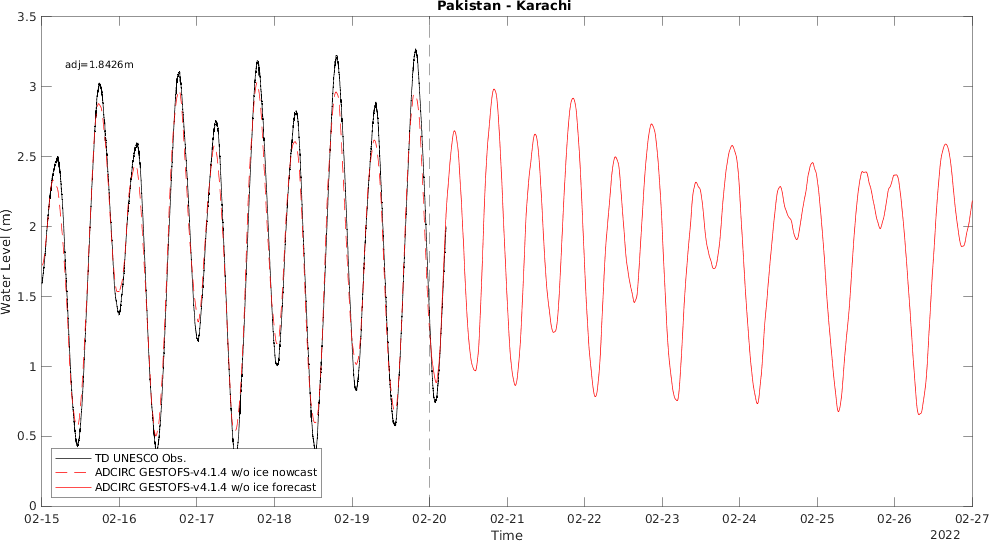 Pakistan - Karachi
adj=1.8426m
Water Level (m)
3.5
3
2.5
2
1.5
1
0.5
0
TD UNESCO Obs.
ADCIRC GESTOFS-v4.1.4 w/o ice nowcast
ADCIRC GESTOFS-v4.1.4 w/o ice forecast
02-15 02-16 02-17 02-18 02-19 02-20 02-21 02-22 02-23 02-24 02-25 02-26 02-27
Time
2022